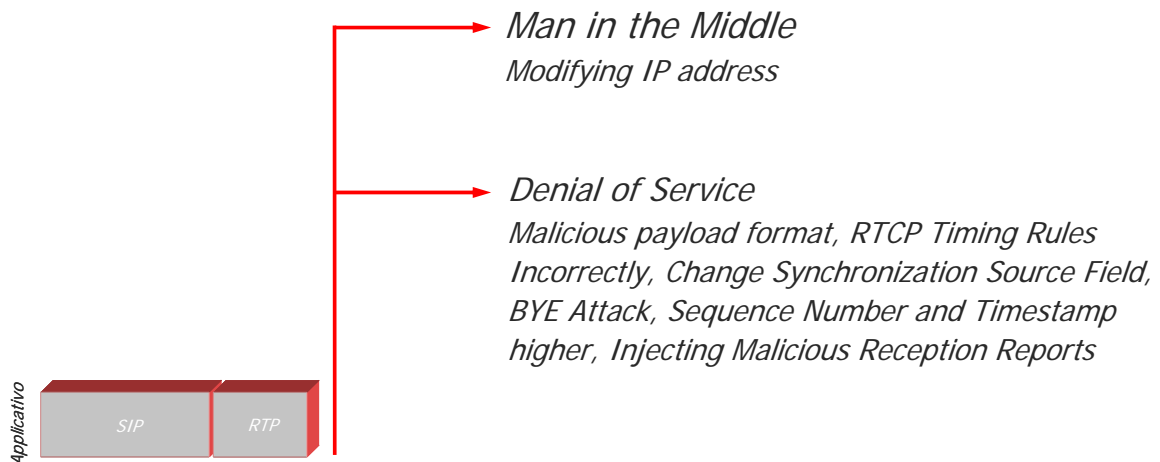 Man in the Middle
Modifying IP address
Denial of Service
Malicious payload format, RTCP Timing Rules
Incorrectly, Change Synchronization Source Field,
BYE Attack, Sequence Number and Timestamp
higher, Injecting Malicious Reception Reports
Applicativo
SIP
RTP